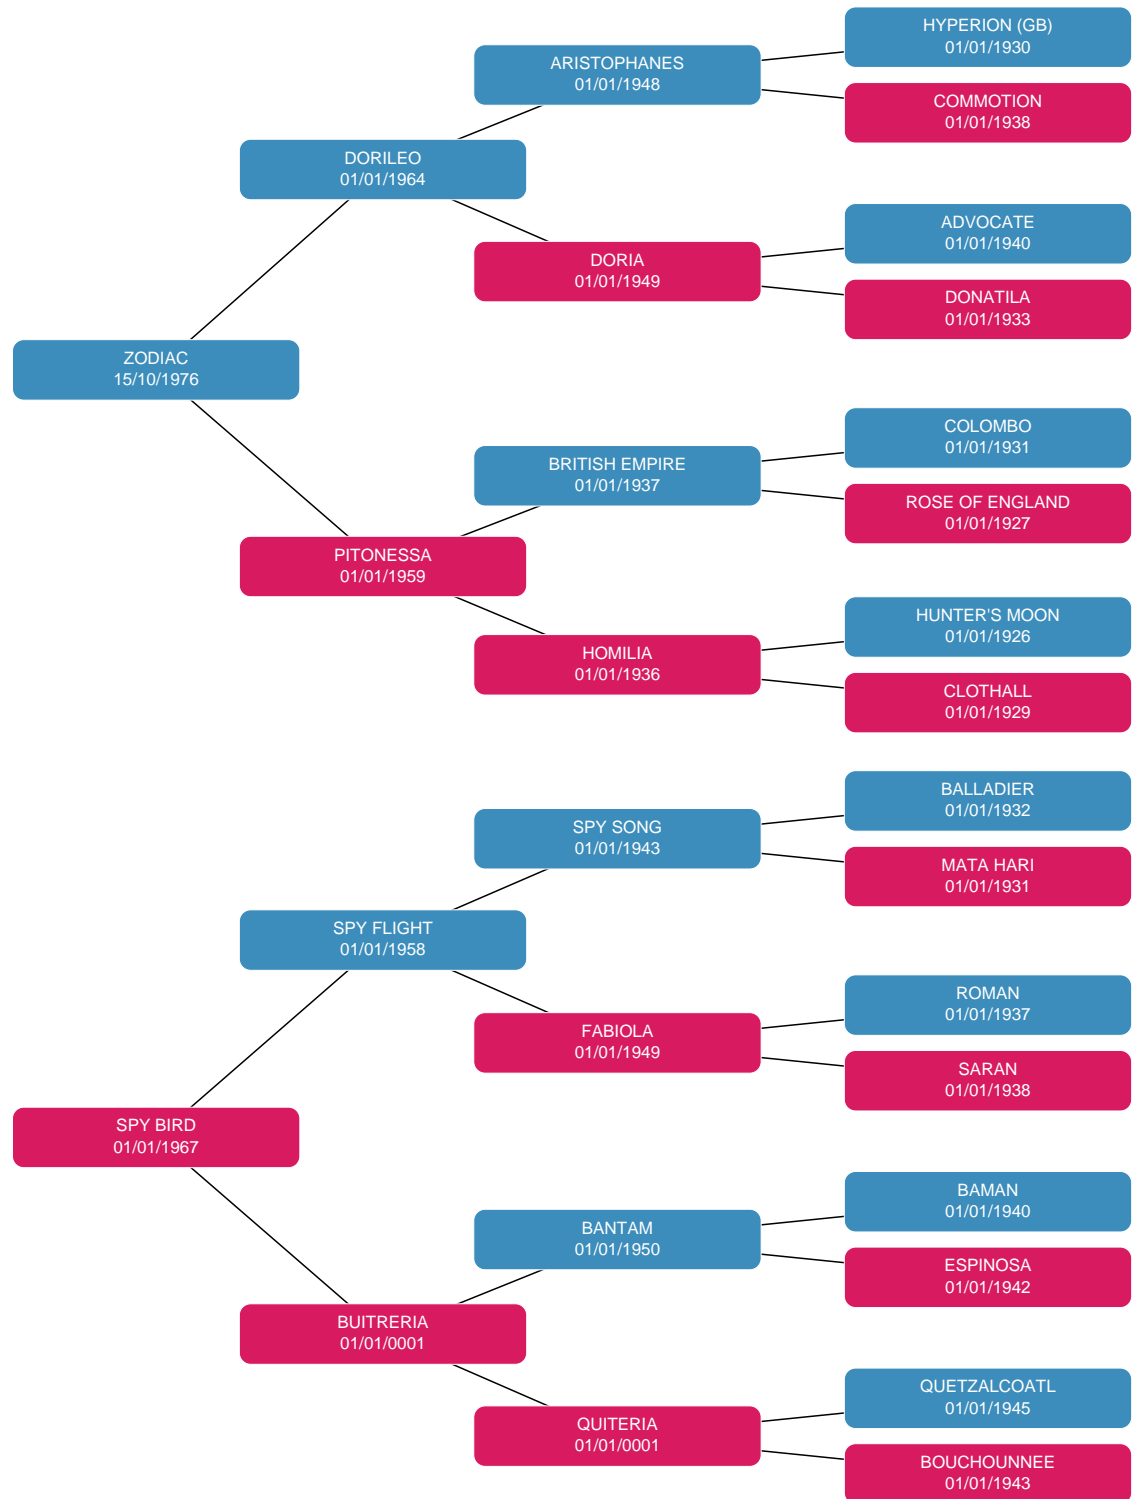 HYPERION (GB)
01/01/1930
ARISTOPHANES
01/01/1948
COMMOTION
01/01/1938
DORILEO
01/01/1964
ADVOCATE
01/01/1940
DORIA
01/01/1949
DONATILA
01/01/1933
ZODIAC
15/10/1976
COLOMBO
01/01/1931
BRITISH EMPIRE
01/01/1937
ROSE OF ENGLAND
01/01/1927
PITONESSA
01/01/1959
HUNTER'S MOON
01/01/1926
HOMILIA
01/01/1936
CLOTHALL
01/01/1929
BALLADIER
01/01/1932
SPY SONG
01/01/1943
MATA HARI
01/01/1931
SPY FLIGHT
01/01/1958
ROMAN
01/01/1937
FABIOLA
01/01/1949
SARAN
01/01/1938
SPY BIRD
01/01/1967
BAMAN
01/01/1940
BANTAM
01/01/1950
ESPINOSA
01/01/1942
BUITRERIA
01/01/0001
QUETZALCOATL
01/01/1945
QUITERIA
01/01/0001
BOUCHOUNNEE
01/01/1943